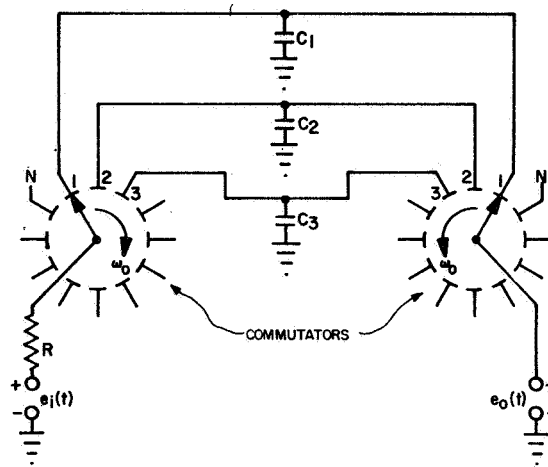 C1
C2
N 1 2 3
3 2 1 N
C3
ω0
ω0
COMMUTATORS
R
+ ei(t) -
eo(t) -